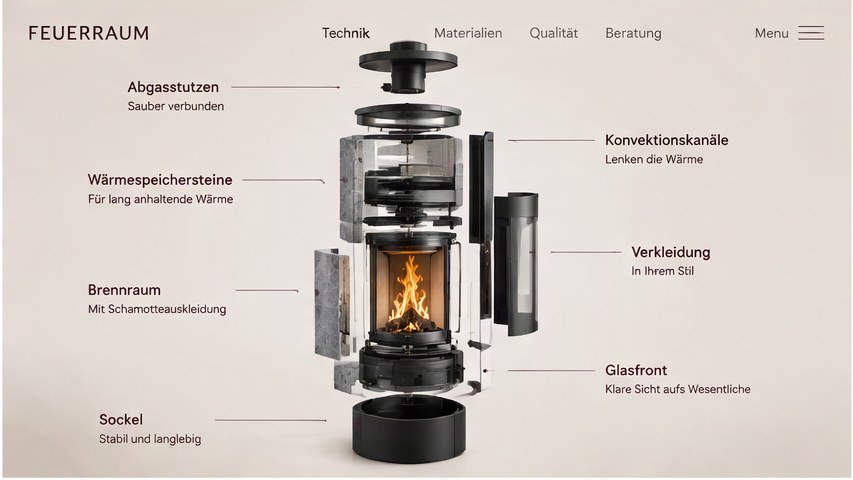 FEUERRAUM
Technik Materialien Qualität Beratung Menu
Abgasstutzen
Sauber verbunden
Konvektionskanäle
Lenken die Wärme
Wärmespeichersteine
Für lang anhaltende Wärme
Verkleidung
In Ihrem Stil
Brennraum
Mit Schamotteauskleidung
Glasfront
Klare Sicht aufs Wesentliche
Sockel
Stabil und langlebig